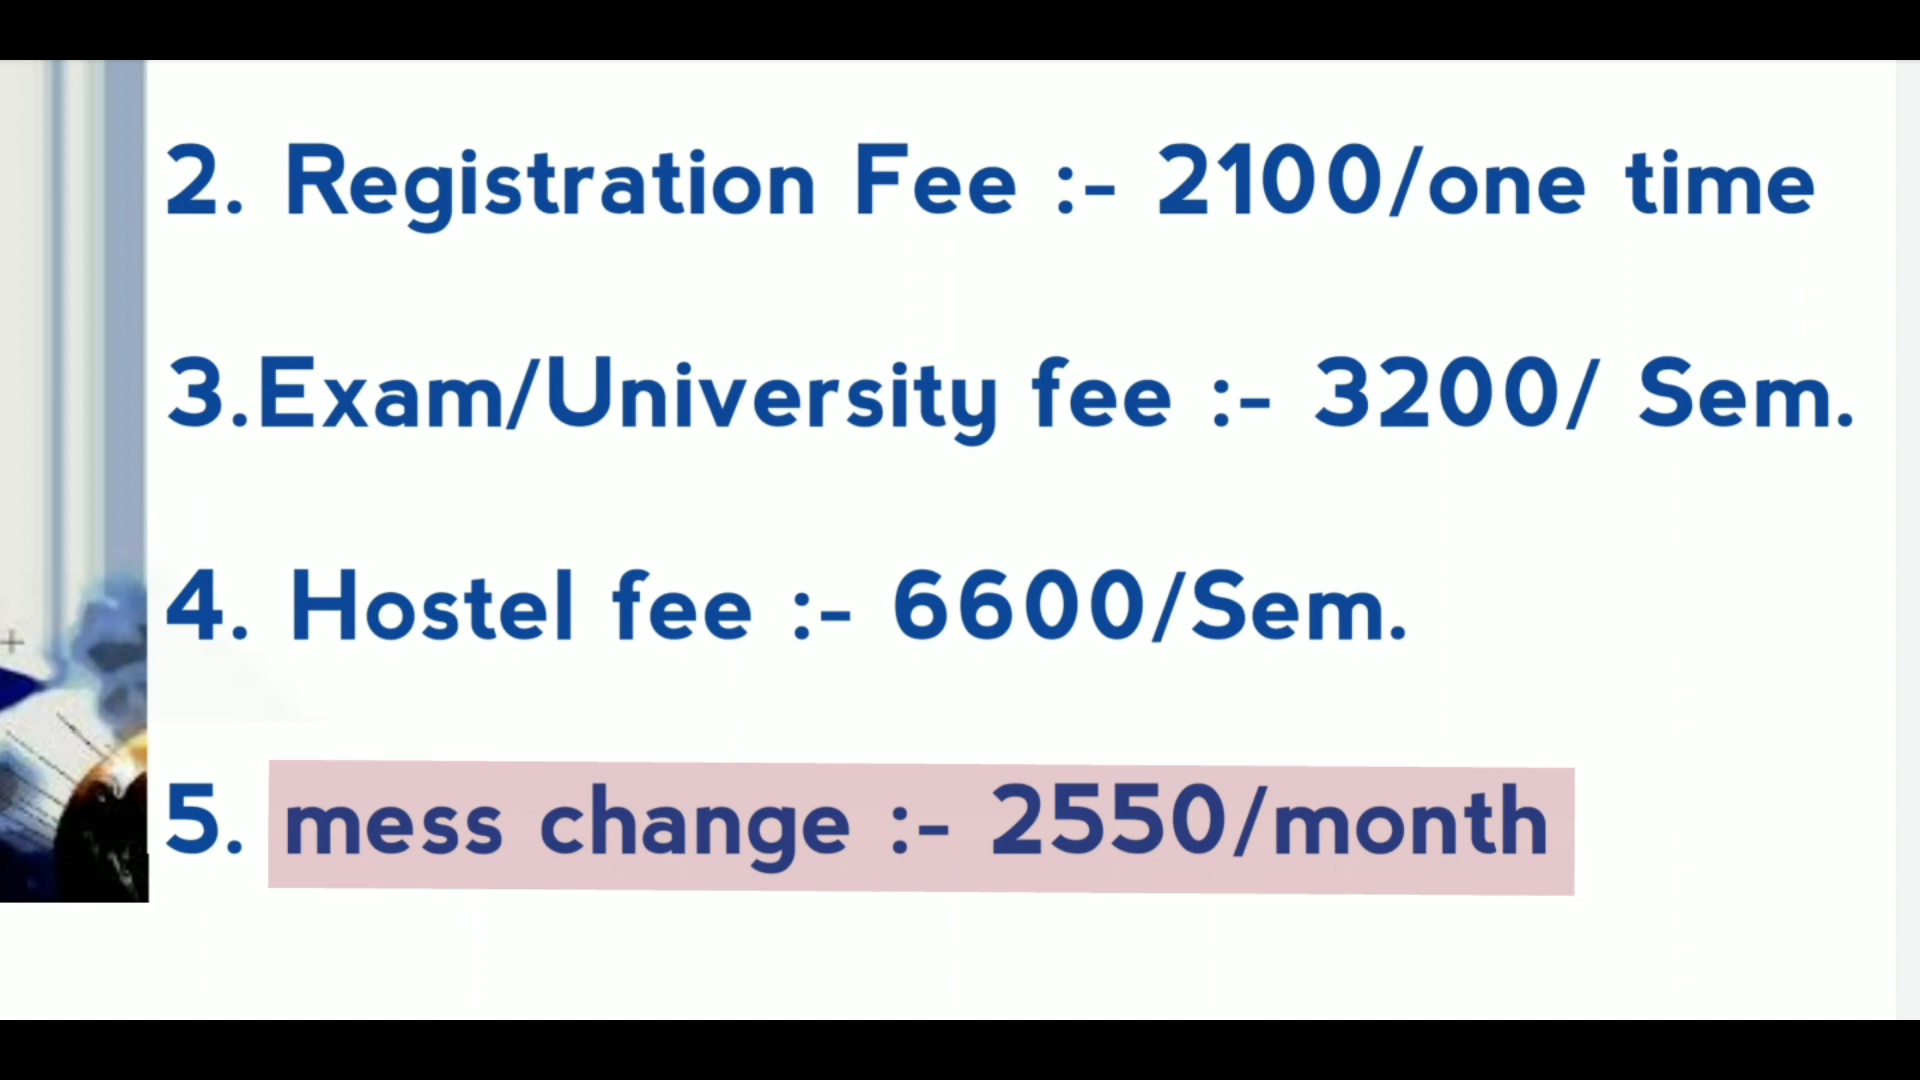 2. Registration Fee :- 2100/one time
3.Exam/University fee :- 3200/ Sem.
4. Hostel fee :- 6600/Sem.
5. mess change :- 2550/month